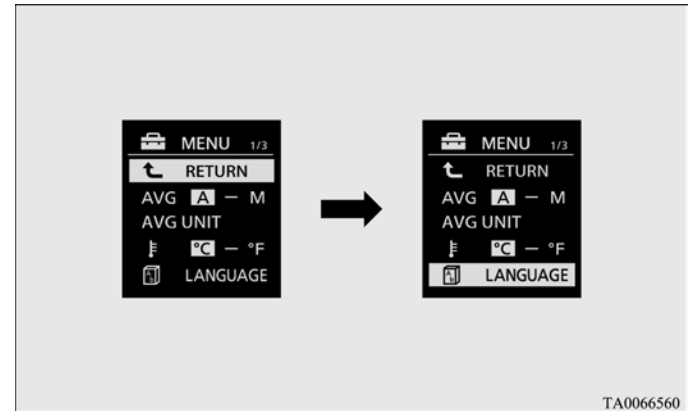 MENU 1/3
RETURN
AVG A – M
AVG UNIT
°C – °F
LANGUAGE
MENU 1/3
RETURN
AVG A – M
AVG UNIT
°C – °F
LANGUAGE
TA0066560